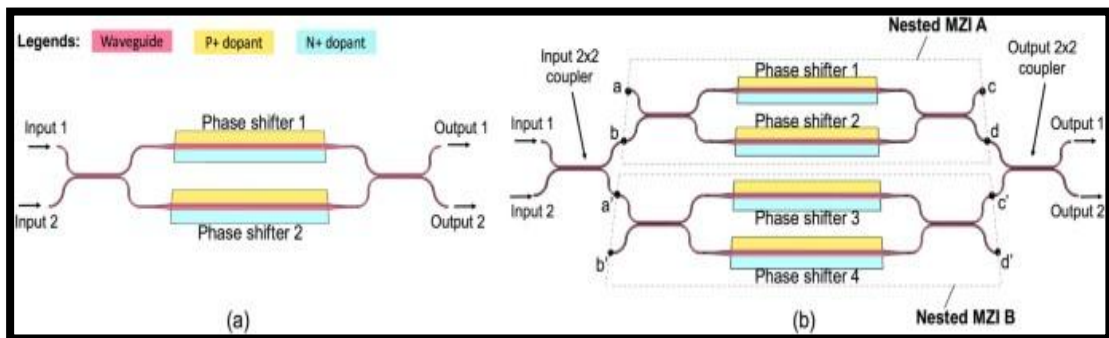 Legends: Waveguide P+ dopant N+ dopant
Input 1
Input 2
Phase shifter 1
Phase shifter 2
Output 1
Output 2
(a)
Nested MZI A
Input 2x2
coupler
Output 2x2
coupler
a
b
Phase shifter 1
Phase shifter 2
c
d
Input 1
Input 2
Output 1
Output 2
a'
b'
Phase shifter 3
Phase shifter 4
c'
d'
(b)
Nested MZI B